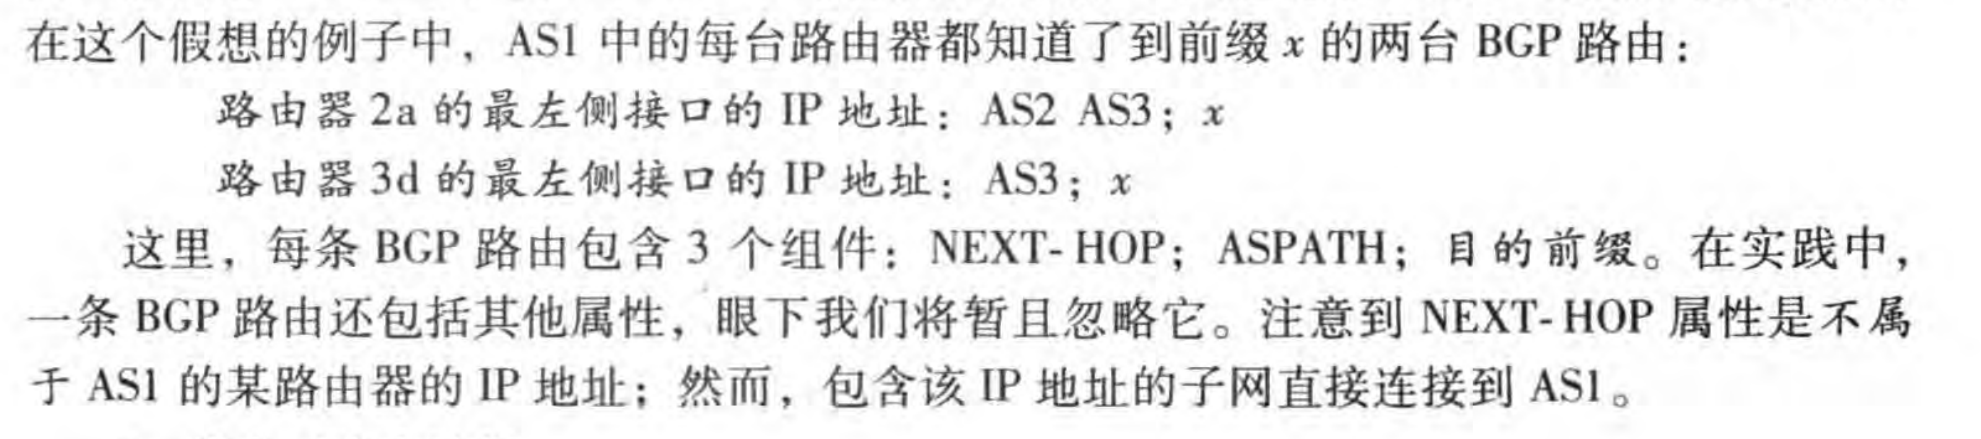 在这个假想的例子中，AS1 中的每台路由器都知道了到前缀 x 的两台 BGP 路由：
路由器 2a 的最左侧接口的 IP 地址：AS2 AS3；x
路由器 3d 的最左侧接口的 IP 地址：AS3；x
这里，每条 BGP 路由包含 3 个组件：NEXT-HOP；ASPATH；目的前缀。在实践中，
一条 BGP 路由还包括其他属性，眼下我们将暂且忽略它。注意到 NEXT-HOP 属性是不属
于 AS1 的某路由器的 IP 地址；然而，包含该 IP 地址的子网直接连接到 AS1。